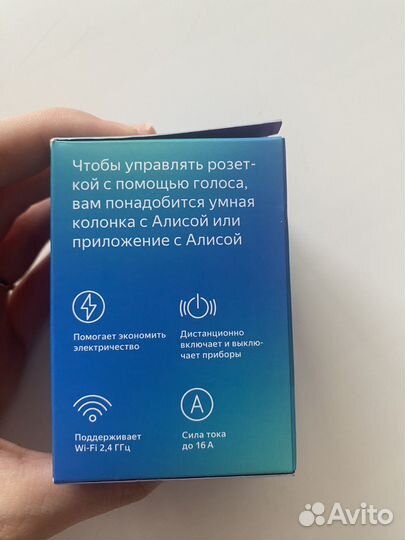 Чтобы управлять розет-
кой с помощью голоса,
вам понадобится умная
колонка с Алисой или
приложение с Алисой
Помогает экономить
электричество
Дистанционно
включает и выклю-
чает приборы
Поддерживает
Wi-Fi 2,4 ГГц
A
Сила тока
до 16 А
Avito